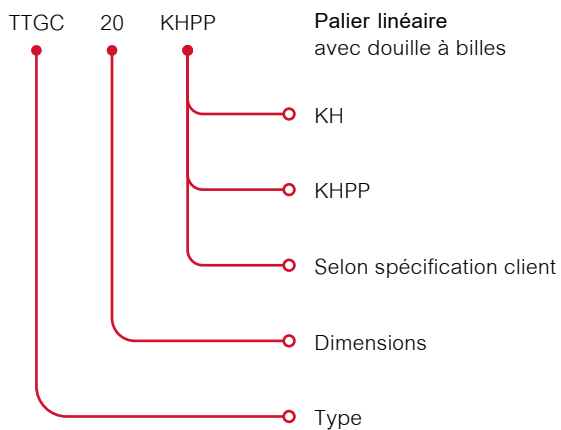 TTGC 20 KHPP Palier linéaire
avec douille à billes
KH
KHPP
Selon spécification client
Dimensions
Type